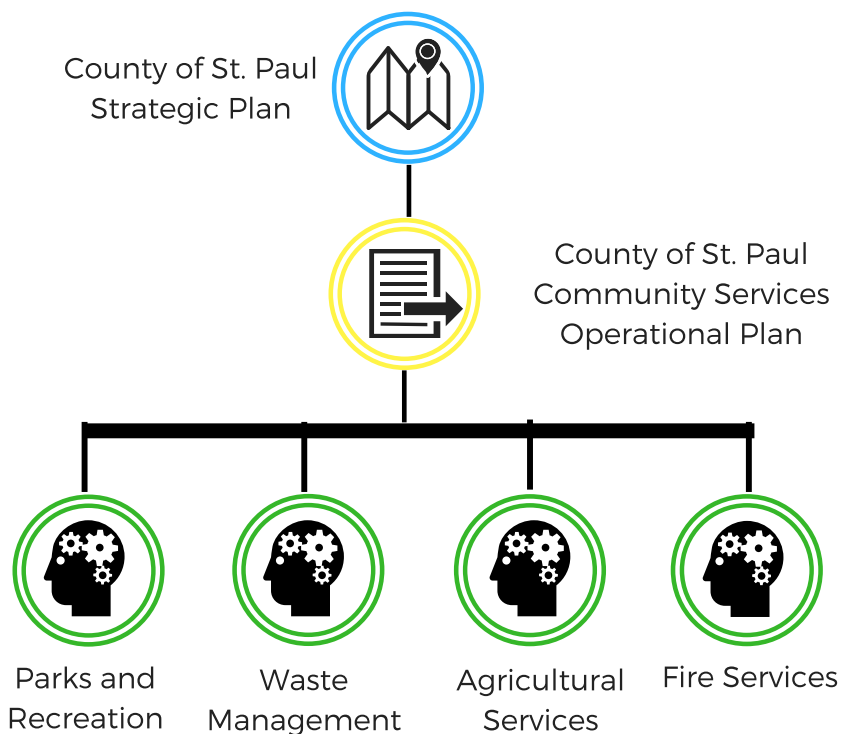 County of St. Paul
Strategic Plan
County of St. Paul
Community Services
Operational Plan
Parks and
Recreation
Waste
Management
Agricultural
Services
Fire Services